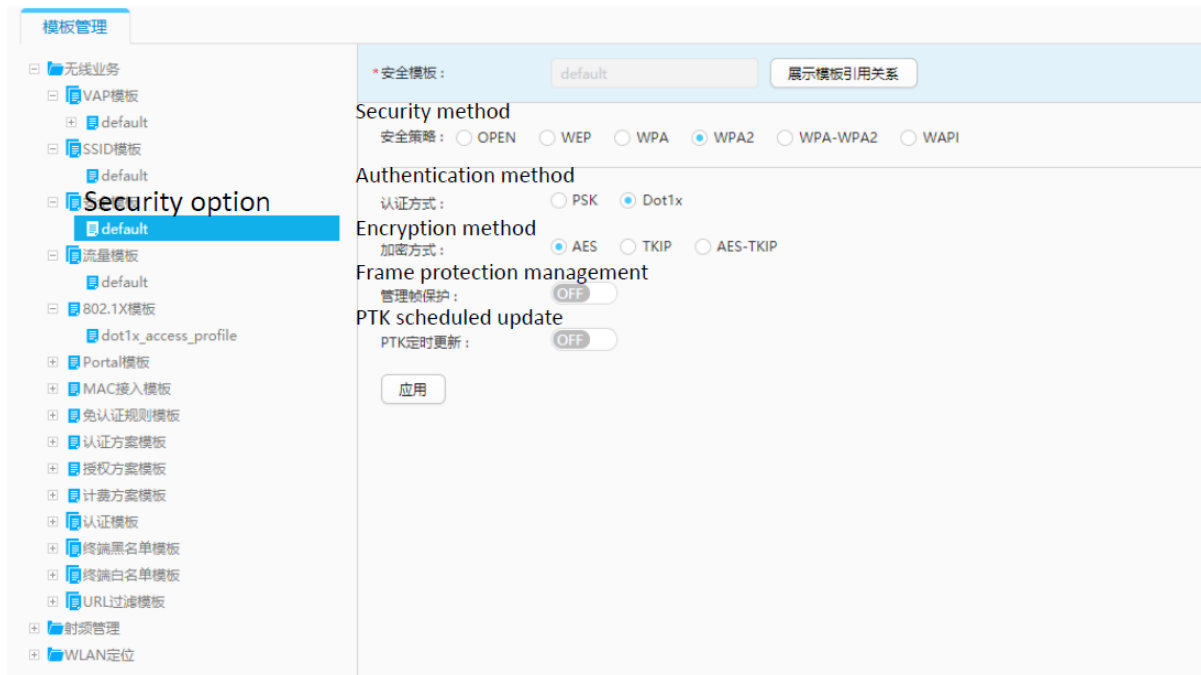 模板管理
无线业务
VAP模板
default
SSID模板
default
Security option
default
流量模板
default
802.1X模板
dot1x_access_profile
Portal模板
MAC接入模板
免认证规则模板
认证方案模板
授权方案模板
计费方案模板
认证模板
终端黑名单模板
终端白名单模板
URL过滤模板
射频管理
WLAN定位
*安全模板: default 展示模板引用关系
Security method
安全策略: OPEN WEP WPA WPA2 WPA-WPA2 WAPI
Authentication method
认证方式: PSK Dot1x
Encryption method
加密方式: AES TKIP AES-TKIP
Frame protection management
管理帧保护: OFF
PTK scheduled update
PTK定时更新: OFF
应用